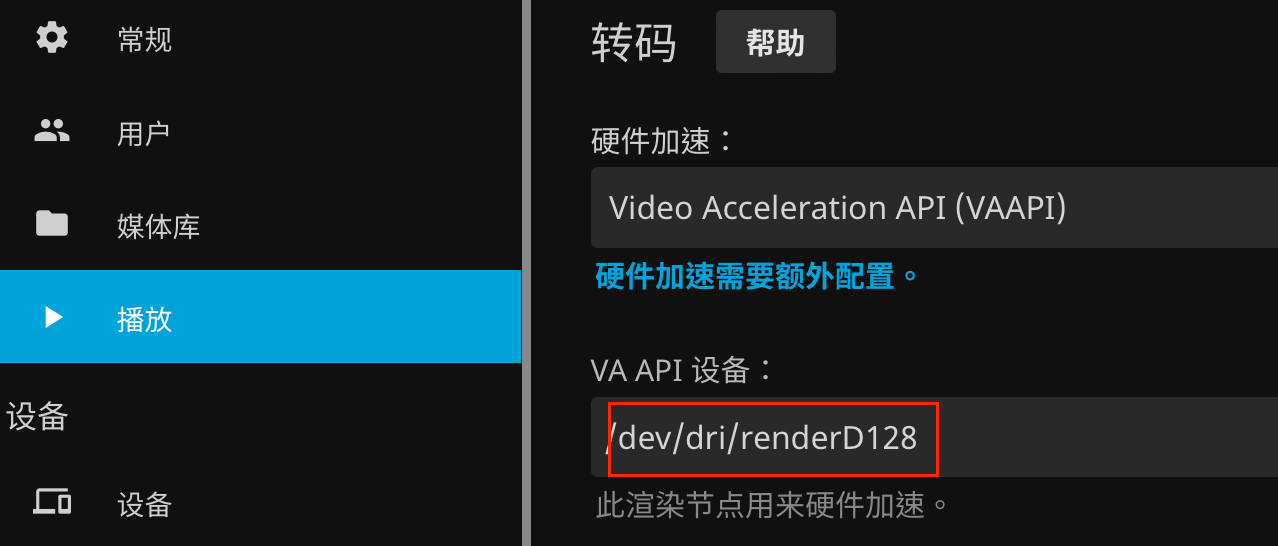 常规
用户
媒体库
播放
设备
设备
转码
帮助
硬件加速：
Video Acceleration API (VAAPI)
硬件加速需要额外配置。
VA API 设备：
/dev/dri/renderD128
此渲染节点用来硬件加速。